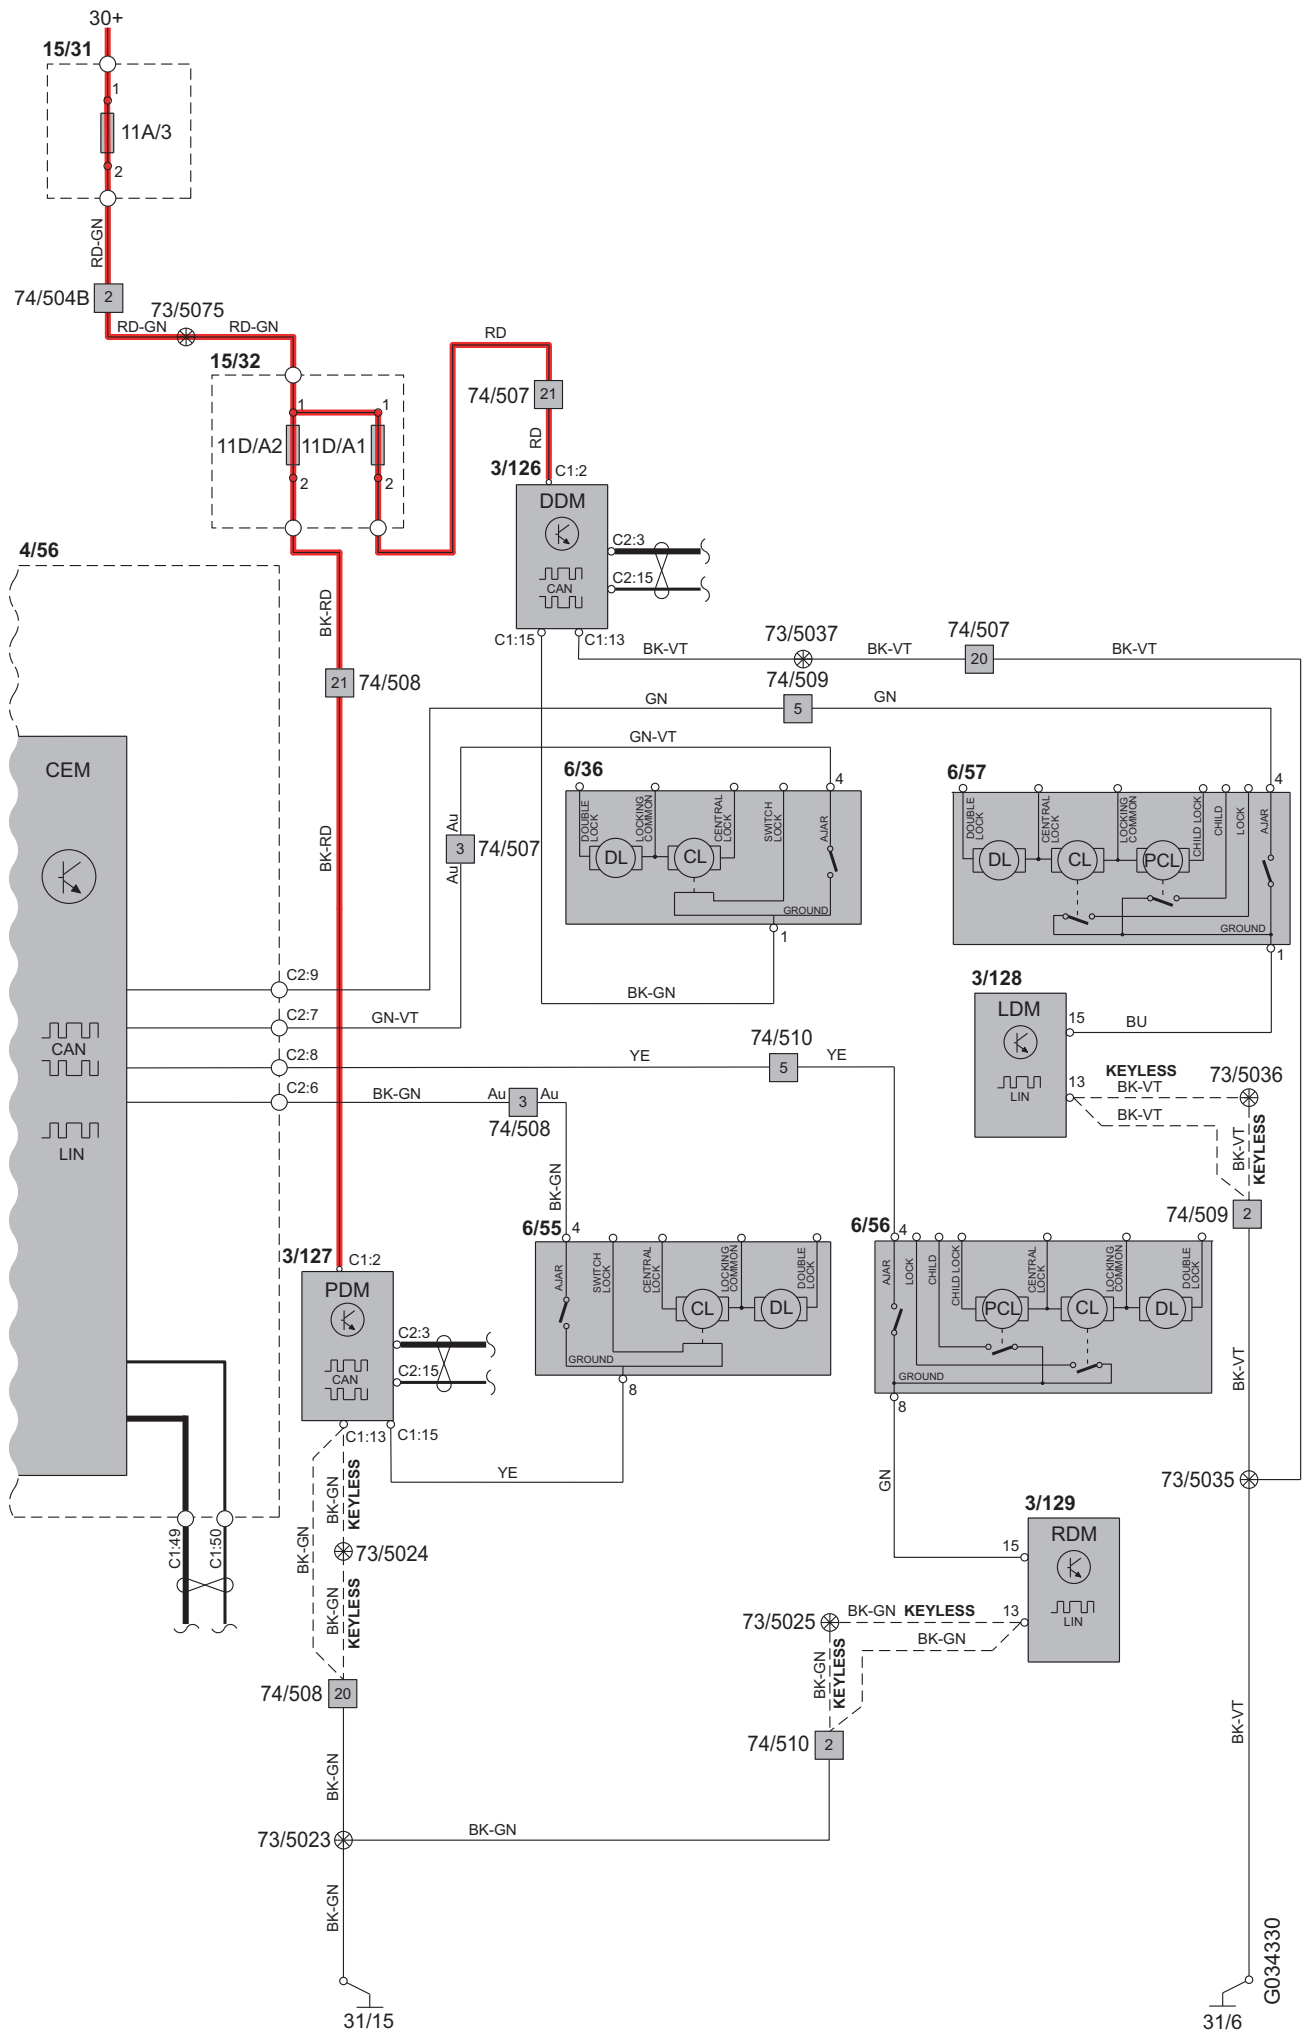 30+
15/31
1
11A/3
2
RD-GN
74/504B
2
73/5075
RD-GN
RD-GN
15/32
1
1
11D/A2
11D/A1
2
2
RD
74/507
21
RD
3/126
C1:2
DDM
CAN
C2:3
C2:15
C1:15
C1:13
BK-VT
73/5037
BK-VT
74/507
20
BK-VT
4/56
BK-RD
21
74/508
BK-RD
GN
74/509
5
GN
GN-VT
Au
3
74/507
Au
6/36
4
DOUBLE
LOCK
LOCKING
COMMON
CENTRAL
LOCK
SWITCH
LOCK
AJAR
DL
CL
GROUND
1
BK-GN
6/57
4
DOUBLE
LOCK
CENTRAL
LOCK
LOCKING
COMMON
CHILD LOCK
CHILD
LOCK
AJAR
DL
CL
PCL
GROUND
1
CEM
CAN
LIN
C2:9
C2:7
GN-VT
C2:8
YE
74/510
5
YE
C2:6
BK-GN
Au
3
Au
74/508
BK-GN
3/128
LDM
LIN
15
BU
13
KEYLESS
BK-VT
73/5036
BK-VT
BK-VT
KEYLESS
74/509
2
BK-VT
6/55
4
AJAR
SWITCH
LOCK
CENTRAL
LOCK
LOCKING
COMMON
DOUBLE
LOCK
CL
DL
GROUND
8
6/56
4
AJAR
LOCK
CHILD
CHILD LOCK
CENTRAL
LOCK
LOCKING
COMMON
DOUBLE
LOCK
PCL
CL
DL
GROUND
8
3/127
C1:2
PDM
CAN
C2:3
C2:15
C1:13
C1:15
YE
BK-GN
BK-GN
KEYLESS
73/5024
BK-GN
KEYLESS
C1:49
C1:50
GN
73/5035
3/129
RDM
LIN
15
13
73/5025
BK-GN
KEYLESS
BK-GN
BK-GN
KEYLESS
74/508
20
74/510
2
BK-VT
BK-GN
73/5023
BK-GN
BK-GN
31/15
31/6
G034330